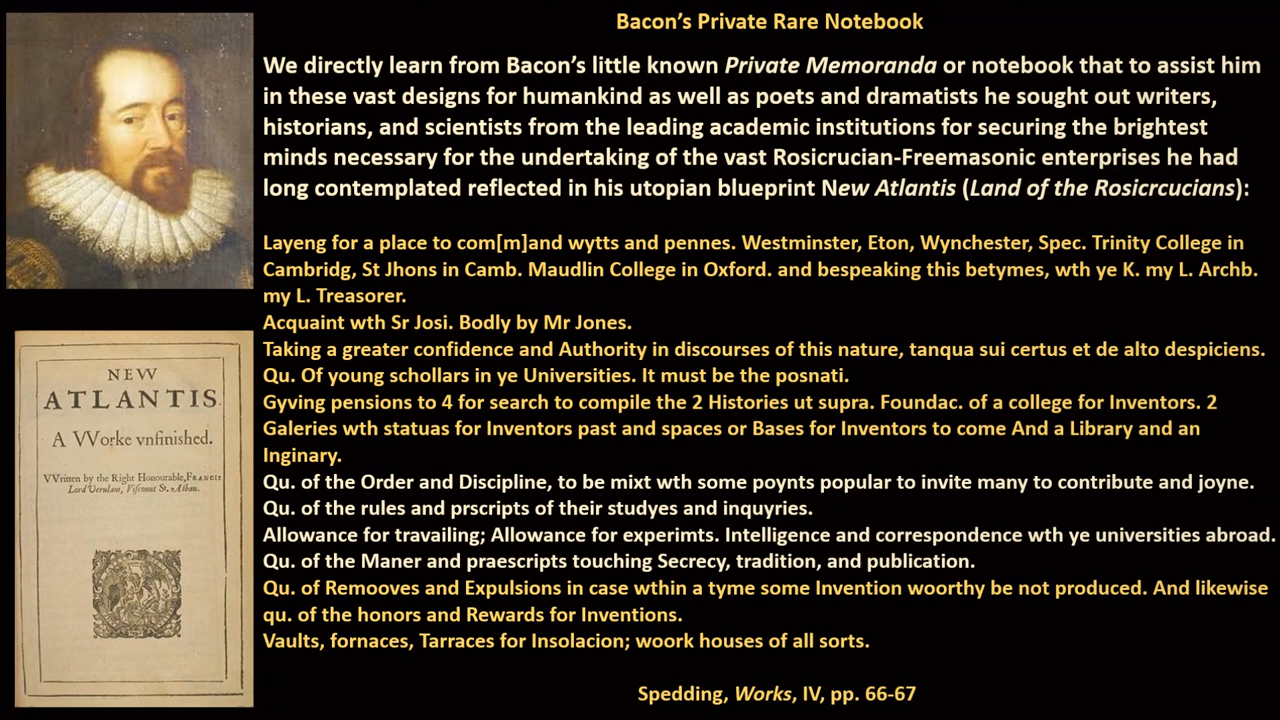 Bacon's Private Rare Notebook
We directly learn from Bacon's little known Private Memoranda or notebook that to assist him
in these vast designs for humankind as well as poets and dramatists he sought out writers,
historians, and scientists from the leading academic institutions for securing the brightest
minds necessary for the undertaking of the vast Rosicrucian-Freemasonic enterprises he had
long contemplated reflected in his utopian blueprint New Atlantis (Land of the Rosicrcucians):
Layeng for a place to com[m]and wytts and pennes. Westminster, Eton, Wynchester, Spec. Trinity College in
Cambridg, St Jhons in Camb. Maudlin College in Oxford. and bespeaking this betymes, wth ye K. my L. Archb.
my L. Treasorer.
Acquaint wth Sr Josi. Bodly by Mr Jones.
Taking a greater confidence and Authority in discourses of this nature, tanqua sui certus et de alto despiciens.
Qu. Of young schollars in ye Universities. It must be the posnati.
Gyving pensions to 4 for search to compile the 2 Histories ut supra. Foundac. of a college for Inventors. 2
Galeries wth statuas for Inventors past and spaces or Bases for Inventors to come And a Library and an
Inginary.
Qu. of the Order and Discipline, to be mixt wth some poynts popular to invite many to contribute and joyne.
Qu. of the rules and prscripts of their studyes and inquyries.
Allowance for travailing; Allowance for experimts. Intelligence and correspondence wth ye universities abroad.
Qu. of the Maner and praescripts touching Secrecy, tradition, and publication.
Qu. of Remooves and Expulsions in case wthin a tyme some Invention woorthy be not produced. And likewise
qu. of the honors and Rewards for Inventions.
Vaults, fornaces, Tarraces for Insolacion; woork houses of all sorts.
Spedding, Works, IV, pp. 66-67
NEVV
ATLANTIS.
A VVorke vnfinished.
VVritten by the Right Honourable, FRANCIS
Lord Verulam, Viscount St. Alban.